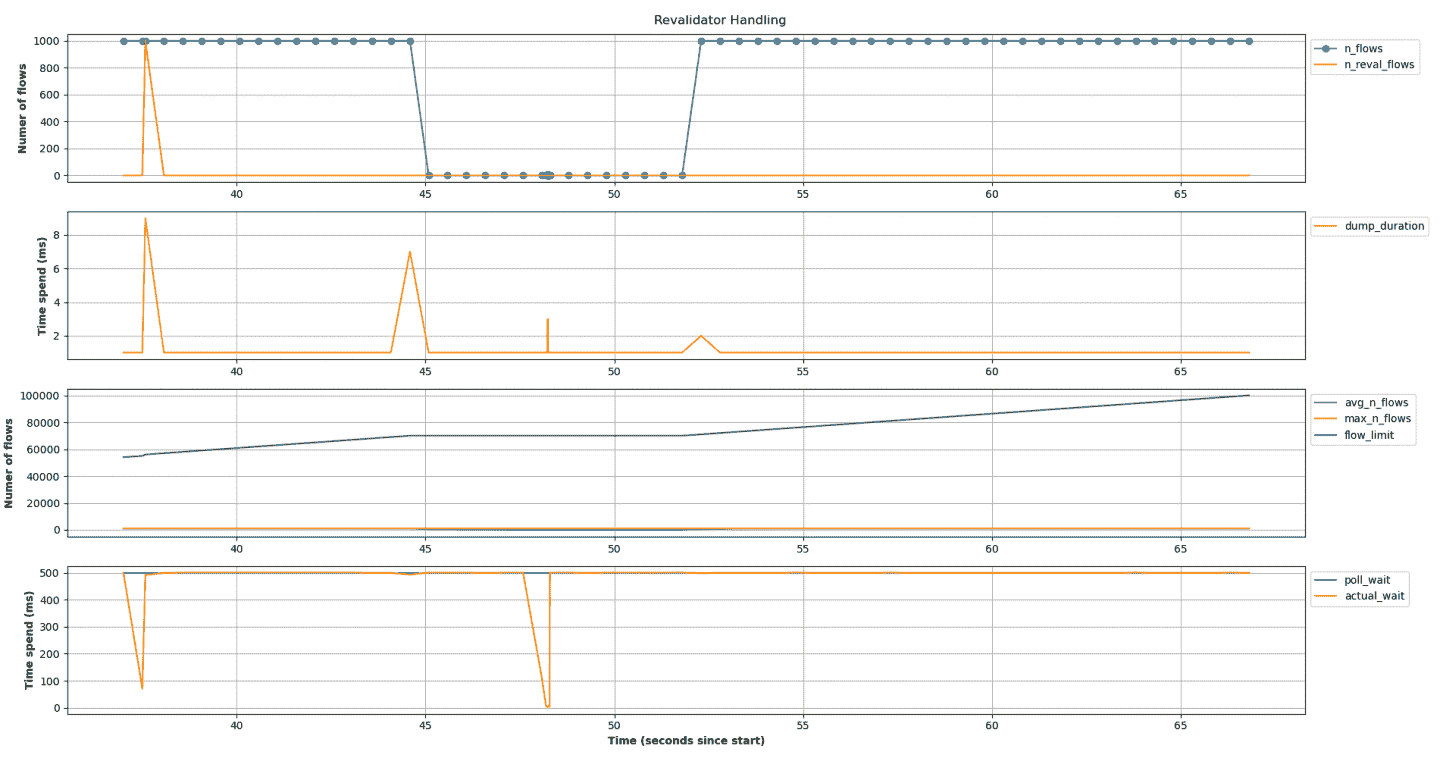 Revalidator Handling
Numer of flows
1000
800
600
400
200
0
40 45 50 55 60 65
n_flows
n_reval_flows
Time spend (ms)
8
6
4
2
40 45 50 55 60 65
dump_duration
Numer of flows
100000
80000
60000
40000
20000
0
40 45 50 55 60 65
avg_n_flows
max_n_flows
flow_limit
Time spend (ms)
500
400
300
200
100
0
40 45 50 55 60 65
poll_wait
actual_wait
Time (seconds since start)